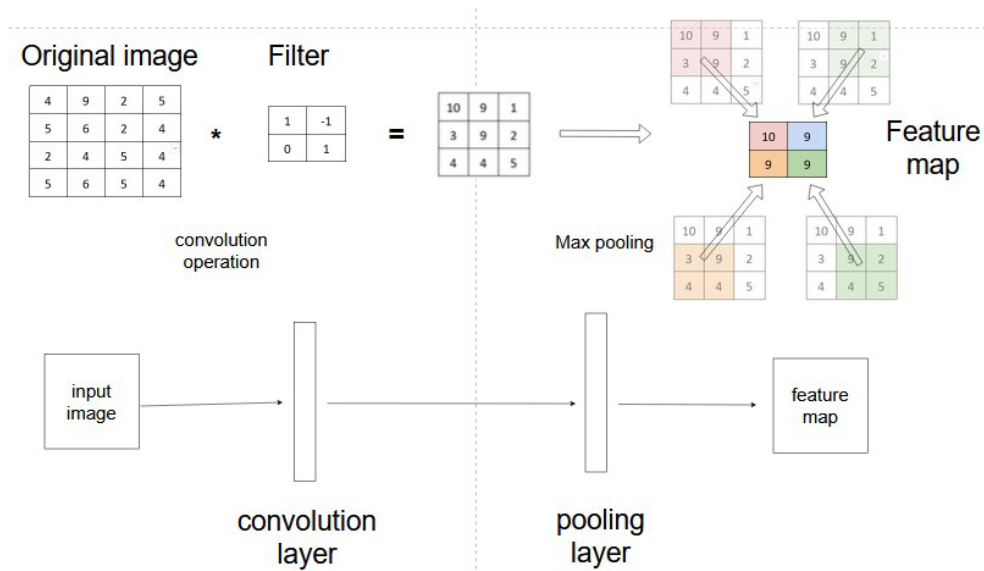 Original image
Filter
4 9 2 5
5 6 2 4
2 4 5 4
5 6 5 4
*
1 -1
0 1
=
10 9 1
3 9 2
4 4 5
10 9 1
3 9 2
4 4 5
10 9 1
3 9 2
4 4 5
10 9
9 9
Feature
map
convolution
operation
Max pooling
10 9 1
3 9 2
4 4 5
10 9 1
3 9 2
4 4 5
input
image
feature
map
convolution
layer
pooling
layer